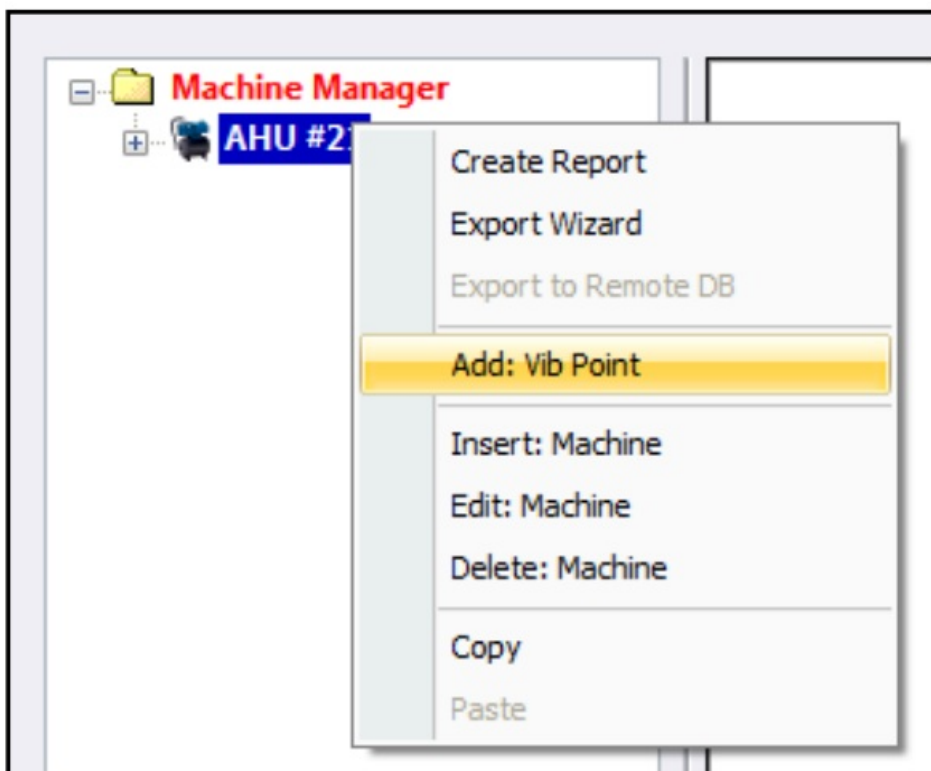 Machine Manager
AHU #2
Create Report
Export Wizard
Export to Remote DB
Add: Vib Point
Insert: Machine
Edit: Machine
Delete: Machine
Copy
Paste